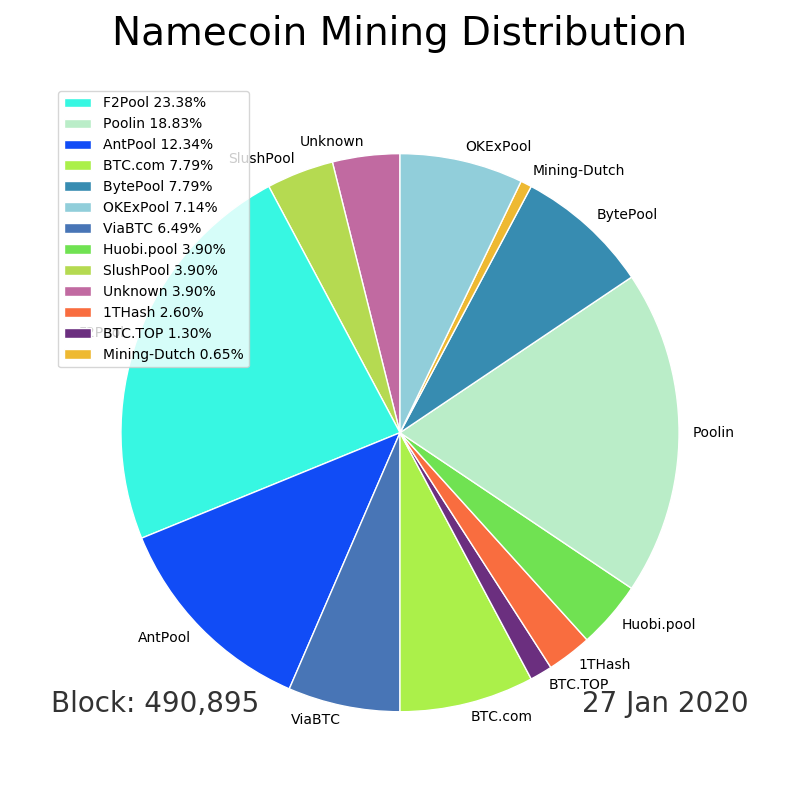 Namecoin Mining Distribution
F2Pool 23.38%
Poolin 18.83%
AntPool 12.34%
BTC.com 7.79%
BytePool 7.79%
OKExPool 7.14%
ViaBTC 6.49%
Huobi.pool 3.90%
SlushPool 3.90%
Unknown 3.90%
1THash 2.60%
BTC.TOP 1.30%
Mining-Dutch 0.65%
Unknown
SlushPool
OKExPool
Mining-Dutch
BytePool
Poolin
Huobi.pool
1THash
BTC.TOP
BTC.com
ViaBTC
AntPool
Block: 490,895
27 Jan 2020